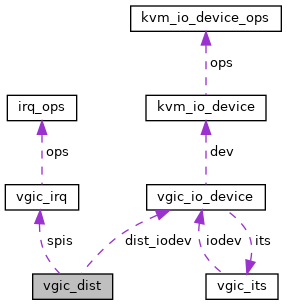 kvm_io_device_ops
ops
irq_ops
kvm_io_device
ops
dev
vgic_irq
vgic_io_device
spis
dist_iodev
iodev
its
vgic_dist
vgic_its